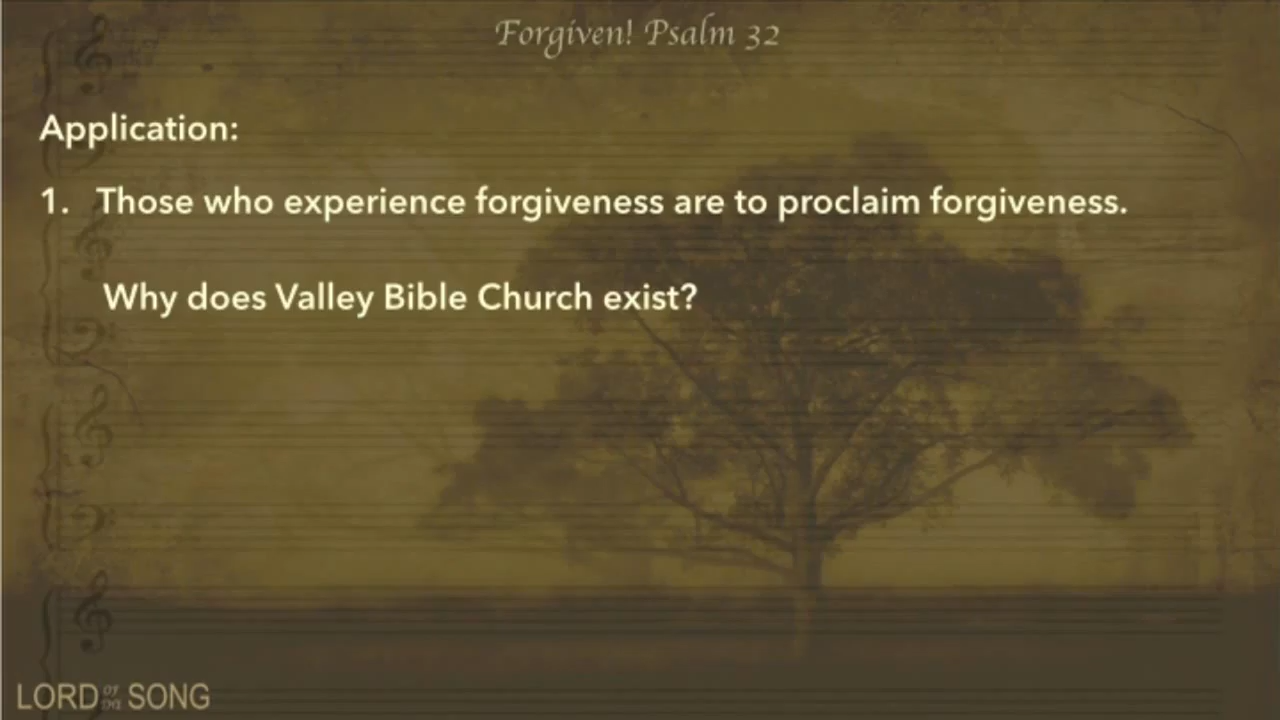 Forgiven! Psalm 32
Application:
1. Those who experience forgiveness are to proclaim forgiveness.
Why does Valley Bible Church exist?
LORD of SONG